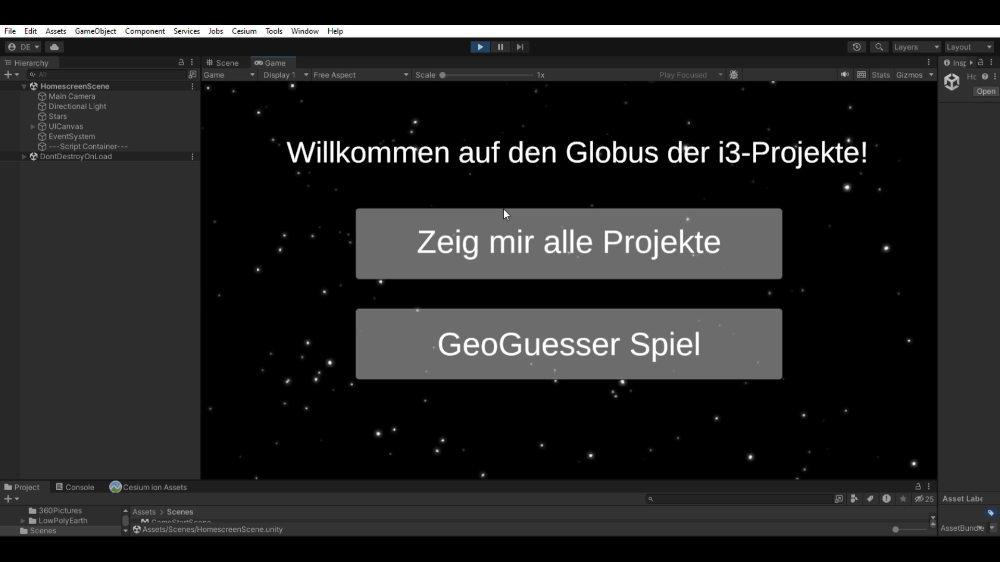 File Edit Assets GameObject Component Services Jobs Cesium Tools Window Help
DE Layers Layout
Hierarchy Scene Game Insp
All Game Display 1 Free Aspect Scale 1x Play Focused Stats Gizmos
HomescreenScene
Open
Main Camera
Directional Light
Stars
UICanvas
EventSystem
---Script Container---
DontDestroyOnLoad
Willkommen auf den Globus der i3-Projekte!
Zeig mir alle Projekte
GeoGuesser Spiel
Project Console Cesium ion Assets
25 Asset Labe
360Pictures Assets > Scenes
LowPolyEarth GameStartScene
Scenes Assets/Scenes/HomescreenScene.unity
AssetBundle